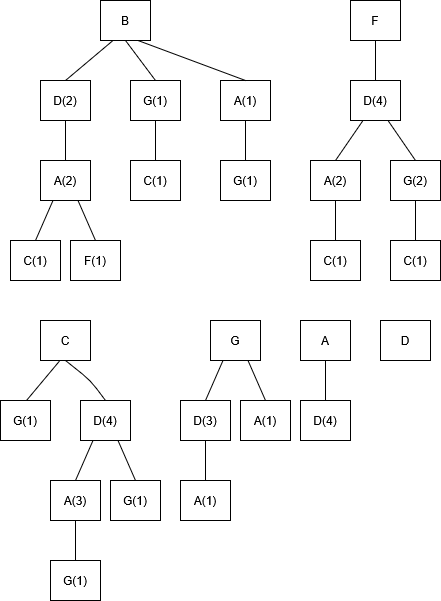 B
F
D(2)
G(1)
A(1)
D(4)
A(2)
C(1)
G(1)
A(2)
G(2)
C(1)
F(1)
C(1)
C(1)
C
G
A
D
G(1)
D(4)
D(3)
A(1)
D(4)
A(3)
G(1)
A(1)
G(1)